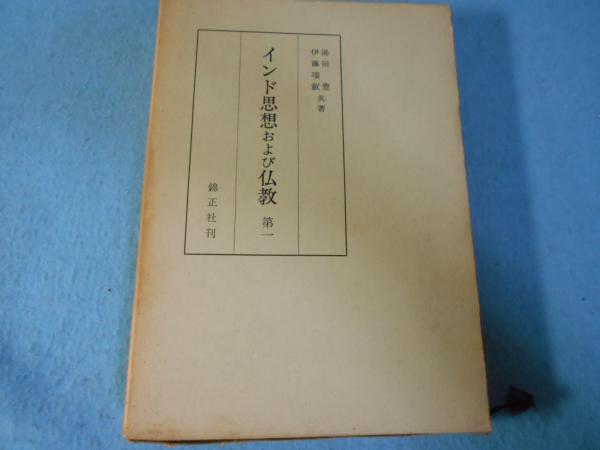 湯田豊
伊藤瑞叡 共著
インド思想および仏教 第一
錦正社刊